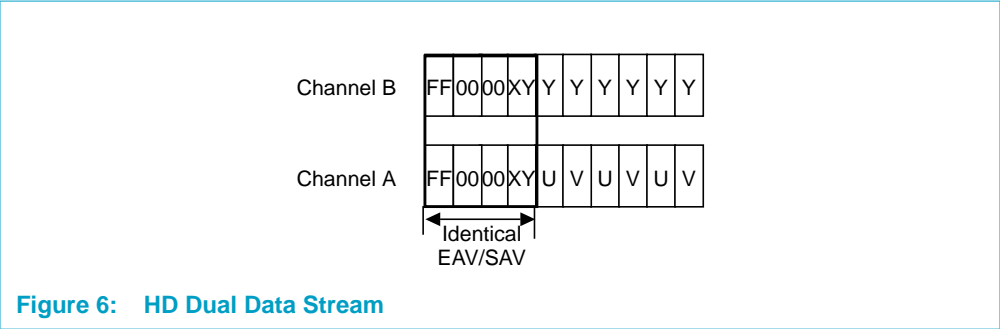 Channel B FF 00 00 XY Y Y Y Y Y Y
Channel A FF 00 00 XY U V U V U V
Identical
EAV/SAV
Figure 6: HD Dual Data Stream